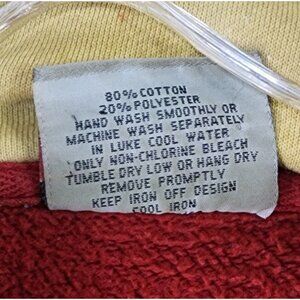 80% COTTON
20% POLYESTER
HAND WASH SMOOTHLY OR
MACHINE WASH SEPARATELY
IN LUKE COOL WATER
ONLY NON-CHLORINE BLEACH
TUMBLE DRY LOW OR HANG DRY
REMOVE PROMPTLY
KEEP IRON OFF DESIGN
COOL IRON